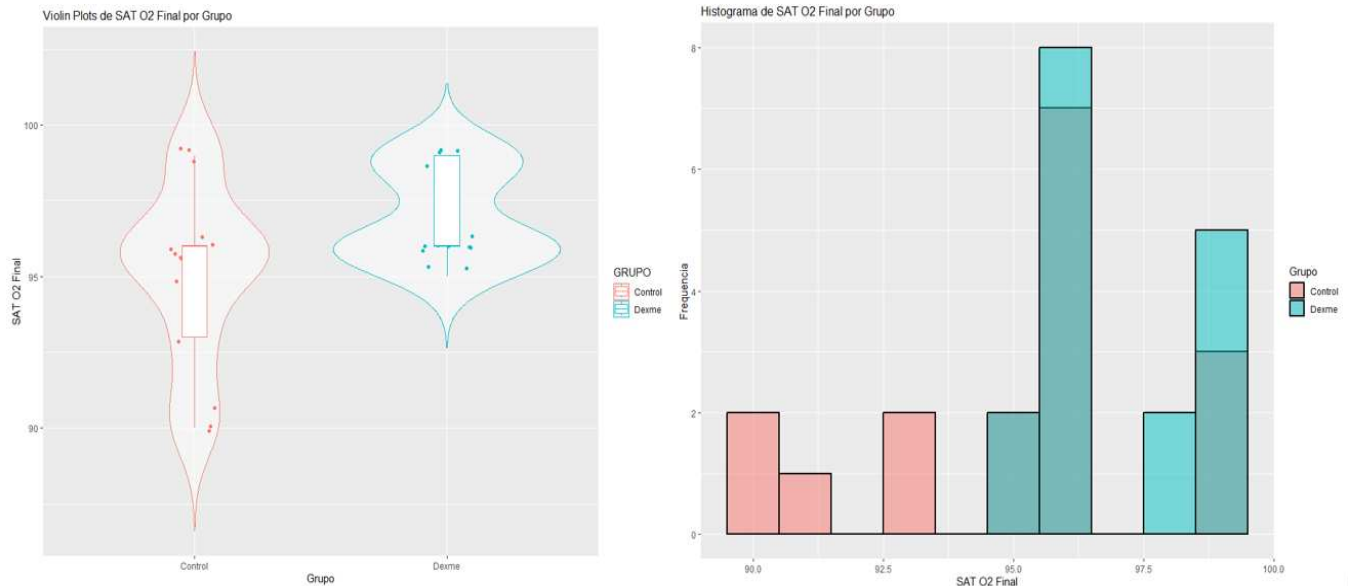 Violin Plots de SAT O2 Final por Grupo
SAT O2 Final
100
95
90
Control
Dexme
Grupo
GRUPO
Control
Dexme
Histograma de SAT O2 Final por Grupo
Frequencia
8
6
4
2
0
90.0
92.5
95.0
97.5
100.0
SAT O2 Final
Grupo
Control
Dexme